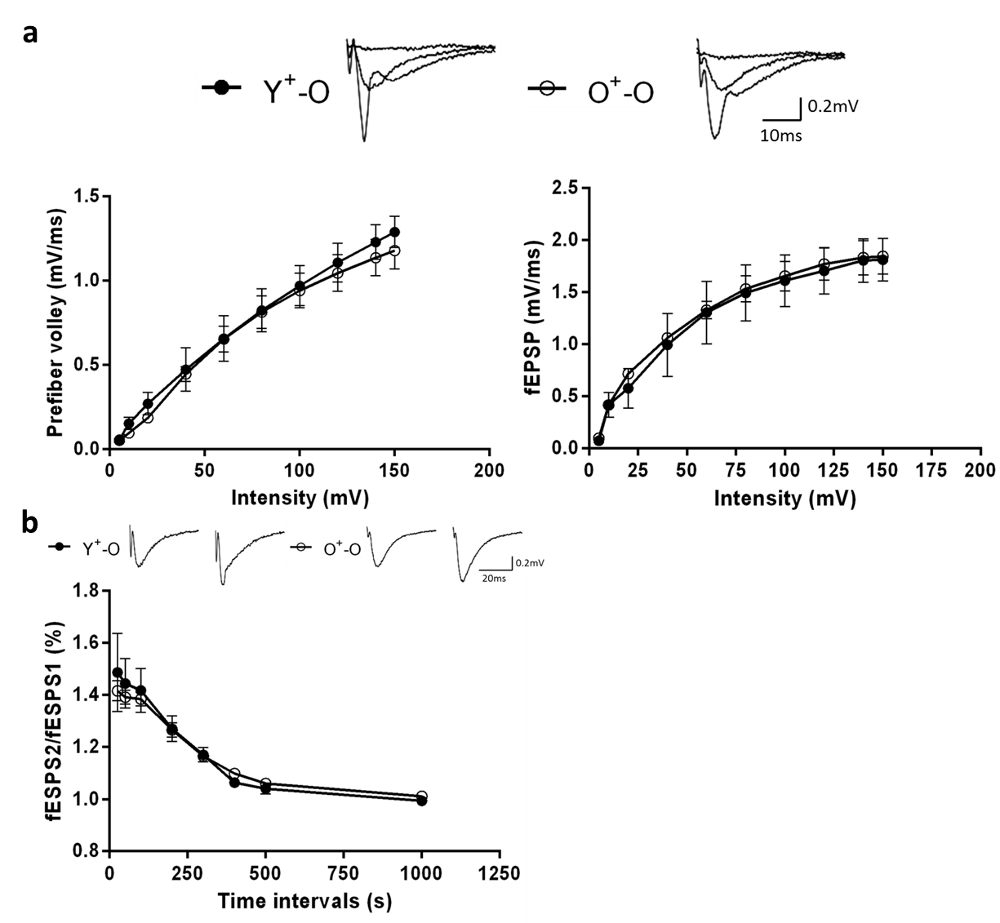 a
Y+-O
O+-O
0.2mV
10ms
Prefiber volley (mV/ms)
1.5
1.0
0.5
0.0
0 50 100 150 200
Intensity (mV)
fEPSP (mV/ms)
2.5
2.0
1.5
1.0
0.5
0.0
0 25 50 75 100 125 150 175 200
Intensity (mV)
b
Y+-O
O+-O
0.2mV
20ms
fESPS2/fESPS1 (%)
1.8
1.6
1.4
1.2
1.0
0.8
0 250 500 750 1000 1250
Time intervals (s)